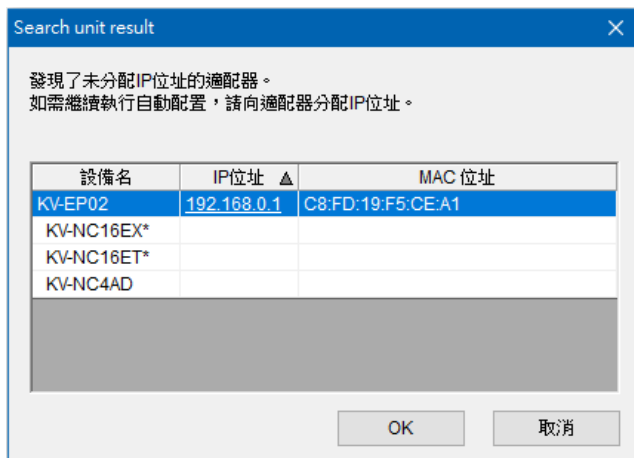 Search unit result
發現了未分配IP位址的適配器。
如需繼續執行自動配置，請向適配器分配IP位址。
設備名 IP位址 MAC 位址
KV-EP02 192.168.0.1 C8:FD:19:F5:CE:A1
KV-NC16EX*
KV-NC16ET*
KV-NC4AD
OK 取消